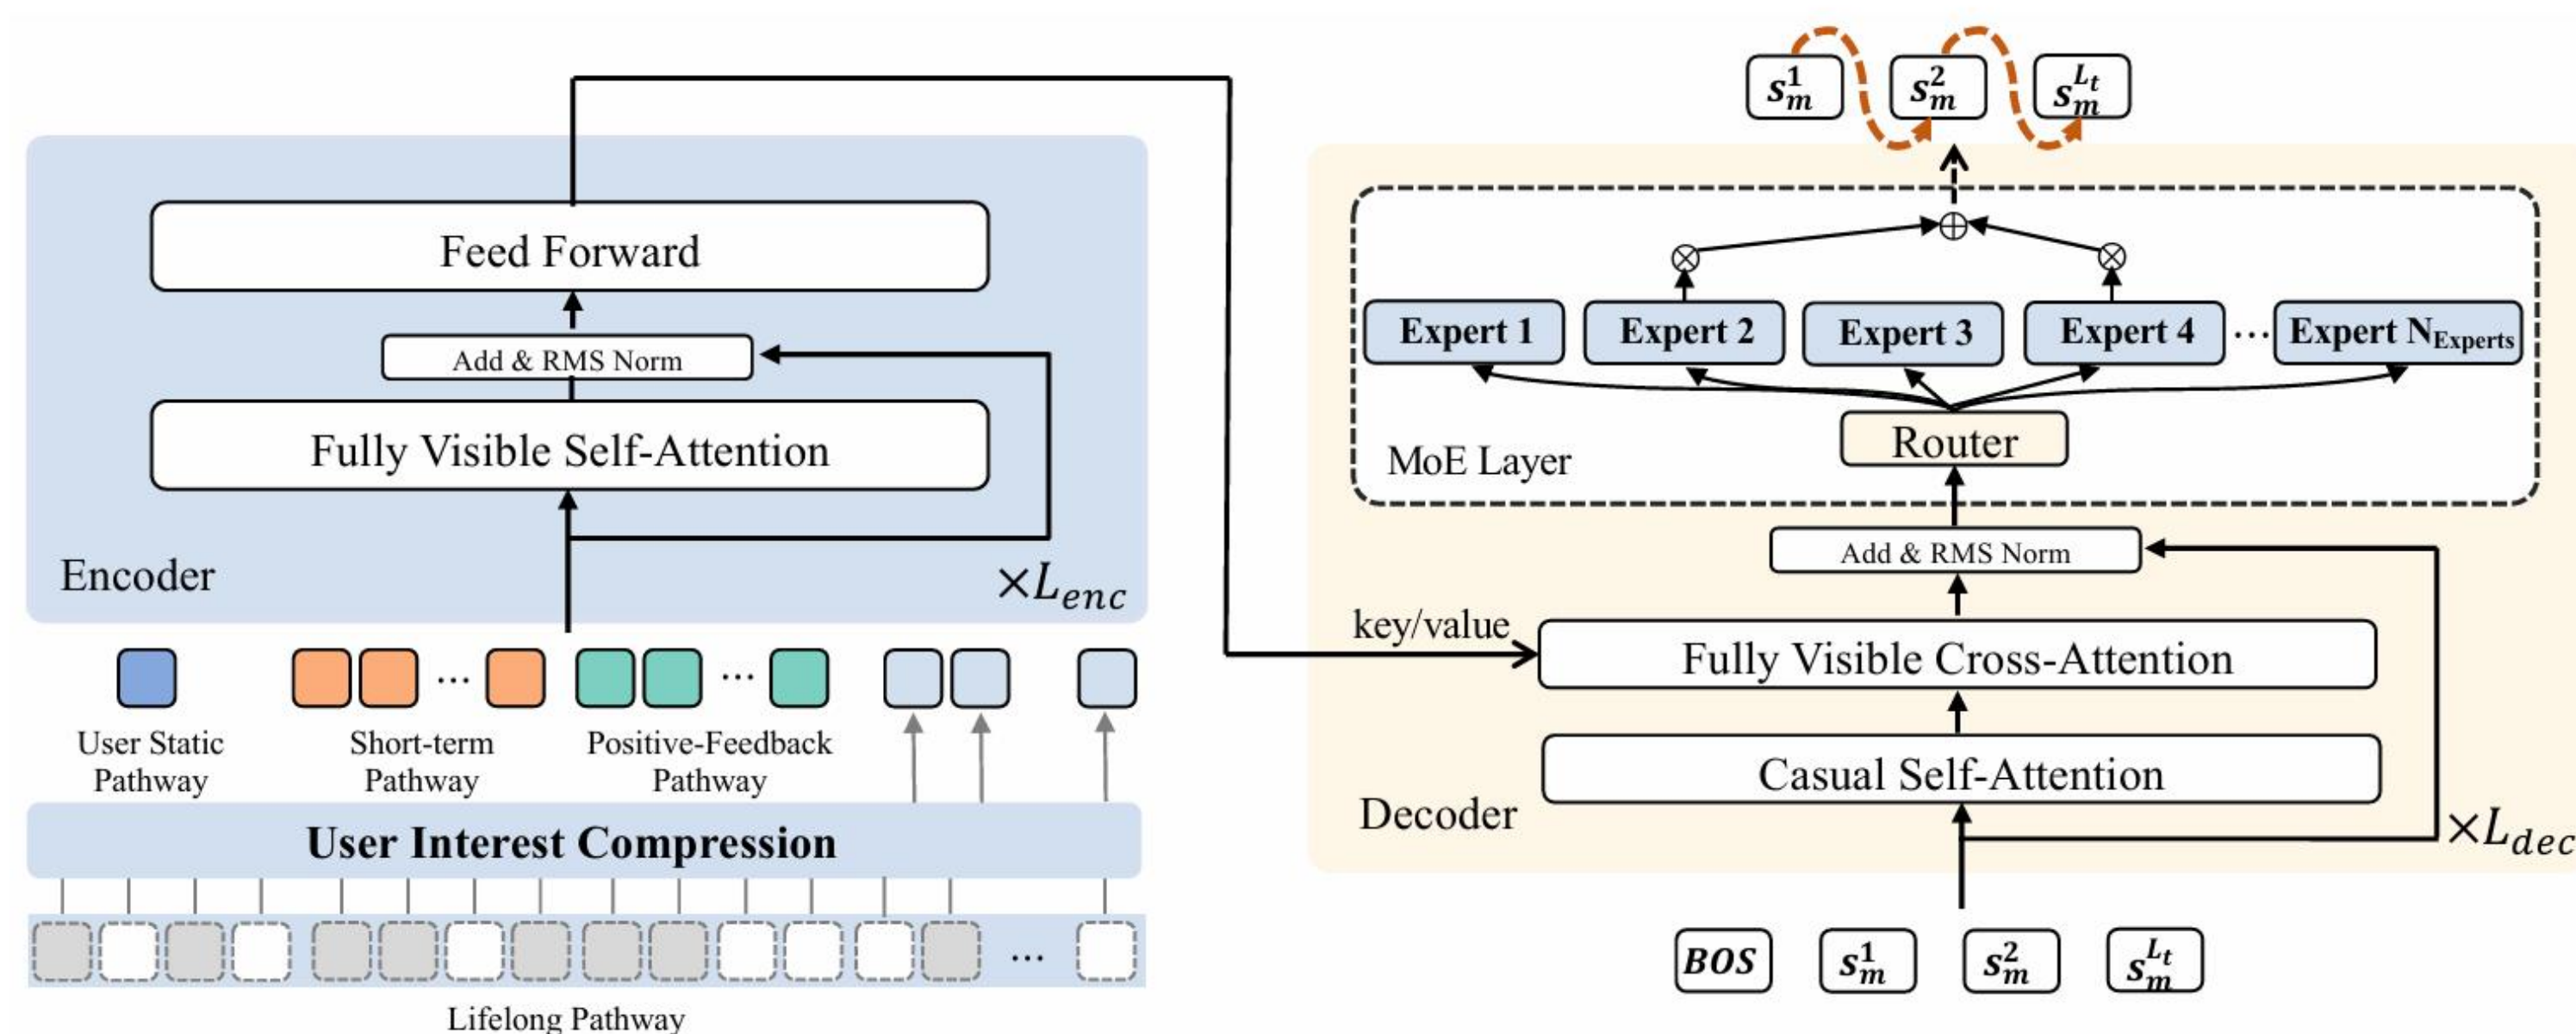 Feed Forward
Add & RMS Norm
Fully Visible Self-Attention
Encoder
×L_enc
User Static
Pathway
Short-term
Pathway
...
Positive-Feedback
Pathway
...
User Interest Compression
...
Lifelong Pathway
s_m^1
s_m^2
s_m^{L_t}
Expert 1
Expert 2
Expert 3
Expert 4
...
Expert N_Experts
Router
MoE Layer
Add & RMS Norm
key/value
Fully Visible Cross-Attention
Casual Self-Attention
Decoder
×L_dec
BOS
s_m^1
s_m^2
s_m^{L_t}